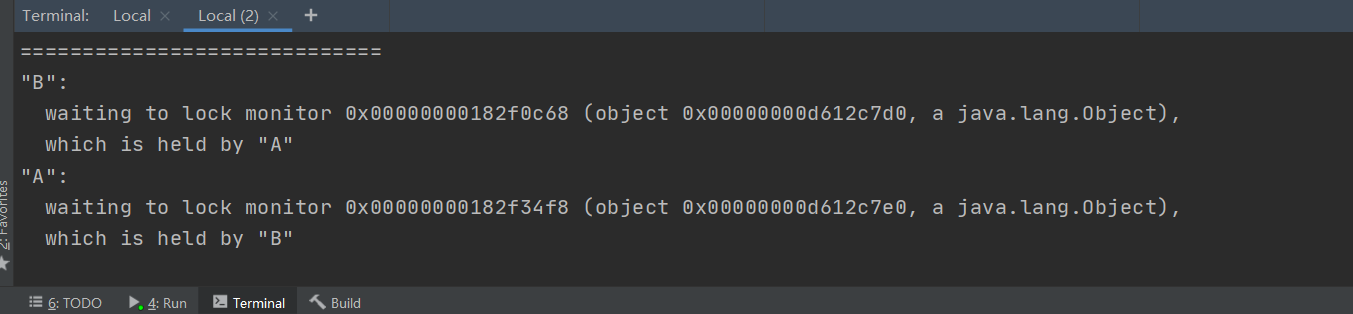 Terminal: Local × Local (2) × +
=============================
"B":
  waiting to lock monitor 0x00000000182f0c68 (object 0x00000000d612c7d0, a java.lang.Object),
  which is held by "A"
"A":
  waiting to lock monitor 0x00000000182f34f8 (object 0x00000000d612c7e0, a java.lang.Object),
  which is held by "B"
2: Favorites
6: TODO 4: Run Terminal Build